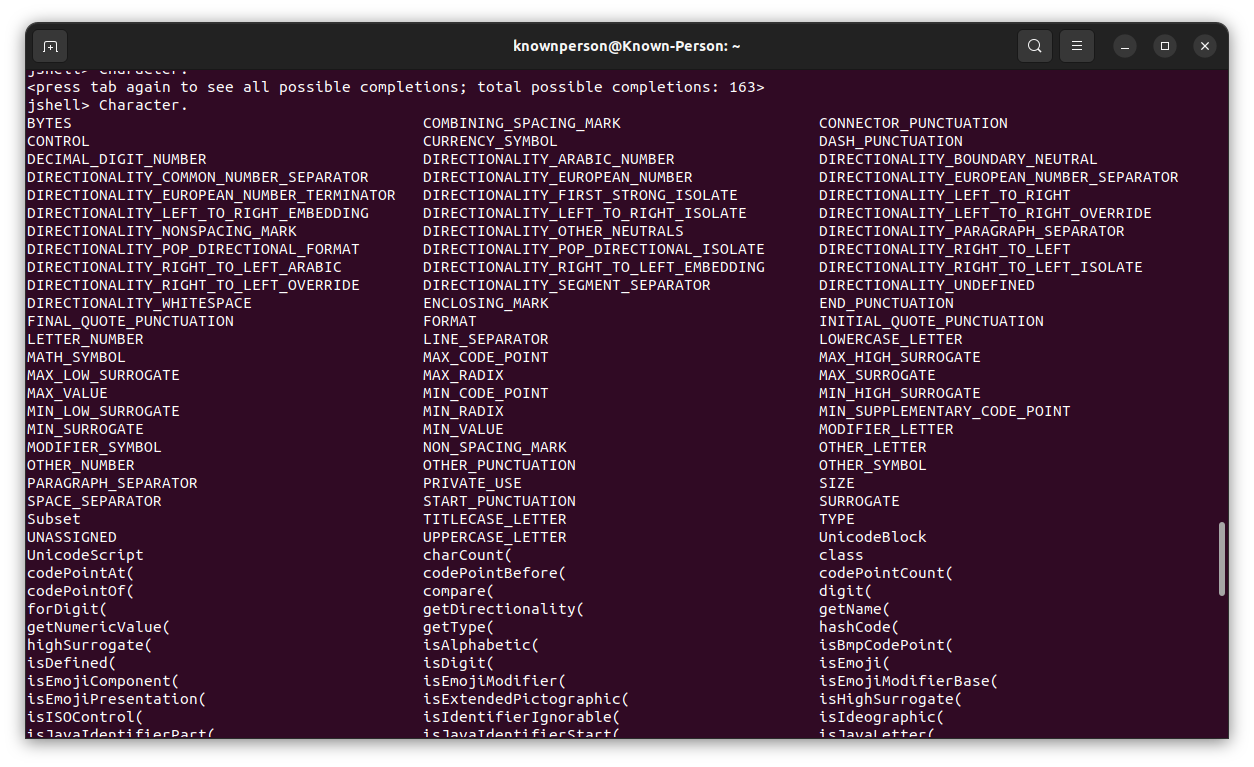 knownperson@Known-Person: ~
jshell> Character.
<press tab again to see all possible completions; total possible completions: 163>
jshell> Character.
BYTES COMBINING_SPACING_MARK CONNECTOR_PUNCTUATION
CONTROL CURRENCY_SYMBOL DASH_PUNCTUATION
DECIMAL_DIGIT_NUMBER DIRECTIONALITY_ARABIC_NUMBER DIRECTIONALITY_BOUNDARY_NEUTRAL
DIRECTIONALITY_COMMON_NUMBER_SEPARATOR DIRECTIONALITY_EUROPEAN_NUMBER DIRECTIONALITY_EUROPEAN_NUMBER_SEPARATOR
DIRECTIONALITY_EUROPEAN_NUMBER_TERMINATOR DIRECTIONALITY_FIRST_STRONG_ISOLATE DIRECTIONALITY_LEFT_TO_RIGHT
DIRECTIONALITY_LEFT_TO_RIGHT_EMBEDDING DIRECTIONALITY_LEFT_TO_RIGHT_ISOLATE DIRECTIONALITY_LEFT_TO_RIGHT_OVERRIDE
DIRECTIONALITY_NONSPACING_MARK DIRECTIONALITY_OTHER_NEUTRALS DIRECTIONALITY_PARAGRAPH_SEPARATOR
DIRECTIONALITY_POP_DIRECTIONAL_FORMAT DIRECTIONALITY_POP_DIRECTIONAL_ISOLATE DIRECTIONALITY_RIGHT_TO_LEFT
DIRECTIONALITY_RIGHT_TO_LEFT_ARABIC DIRECTIONALITY_RIGHT_TO_LEFT_EMBEDDING DIRECTIONALITY_RIGHT_TO_LEFT_ISOLATE
DIRECTIONALITY_RIGHT_TO_LEFT_OVERRIDE DIRECTIONALITY_SEGMENT_SEPARATOR DIRECTIONALITY_UNDEFINED
DIRECTIONALITY_WHITESPACE ENCLOSING_MARK END_PUNCTUATION
FINAL_QUOTE_PUNCTUATION FORMAT INITIAL_QUOTE_PUNCTUATION
LETTER_NUMBER LINE_SEPARATOR LOWERCASE_LETTER
MATH_SYMBOL MAX_CODE_POINT MAX_HIGH_SURROGATE
MAX_LOW_SURROGATE MAX_RADIX MAX_SURROGATE
MAX_VALUE MIN_CODE_POINT MIN_HIGH_SURROGATE
MIN_LOW_SURROGATE MIN_RADIX MIN_SUPPLEMENTARY_CODE_POINT
MIN_SURROGATE MIN_VALUE MODIFIER_LETTER
MODIFIER_SYMBOL NON_SPACING_MARK OTHER_LETTER
OTHER_NUMBER OTHER_PUNCTUATION OTHER_SYMBOL
PARAGRAPH_SEPARATOR PRIVATE_USE SIZE
SPACE_SEPARATOR START_PUNCTUATION SURROGATE
Subset TITLECASE_LETTER TYPE
UNASSIGNED UPPERCASE_LETTER UnicodeBlock
UnicodeScript charCount( class
codePointAt( codePointBefore( codePointCount(
codePointOf( compare( digit(
forDigit( getDirectionality( getName(
getNumericValue( getType( hashCode(
highSurrogate( isAlphabetic( isBmpCodePoint(
isDefined( isDigit( isEmoji(
isEmojiComponent( isEmojiModifier( isEmojiModifierBase(
isEmojiPresentation( isExtendedPictographic( isHighSurrogate(
isISOControl( isIdentifierIgnorable( isIdeographic(
isJavaIdentifierPart( isJavaIdentifierStart( isJavaLetter(